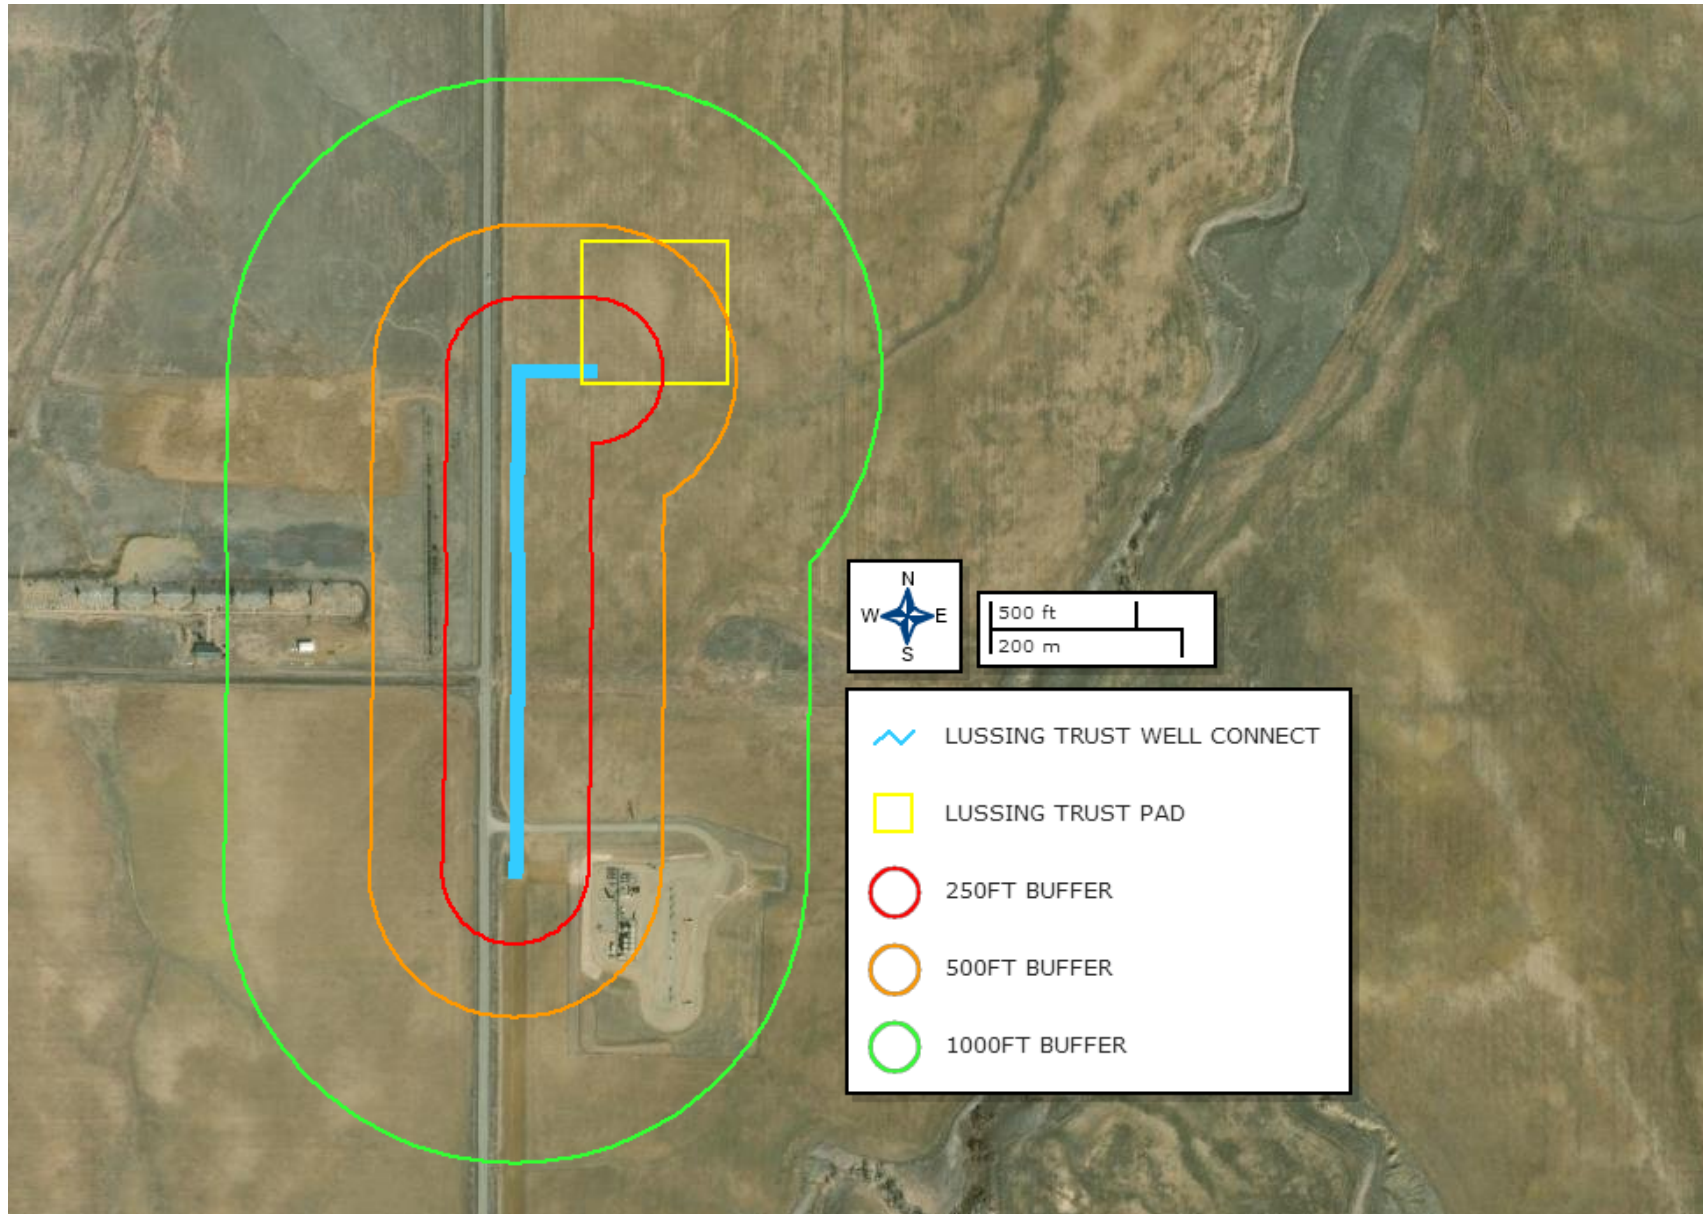 N
W E
S
500 ft
200 m
LUSSING TRUST WELL CONNECT
LUSSING TRUST PAD
250FT BUFFER
500FT BUFFER
1000FT BUFFER